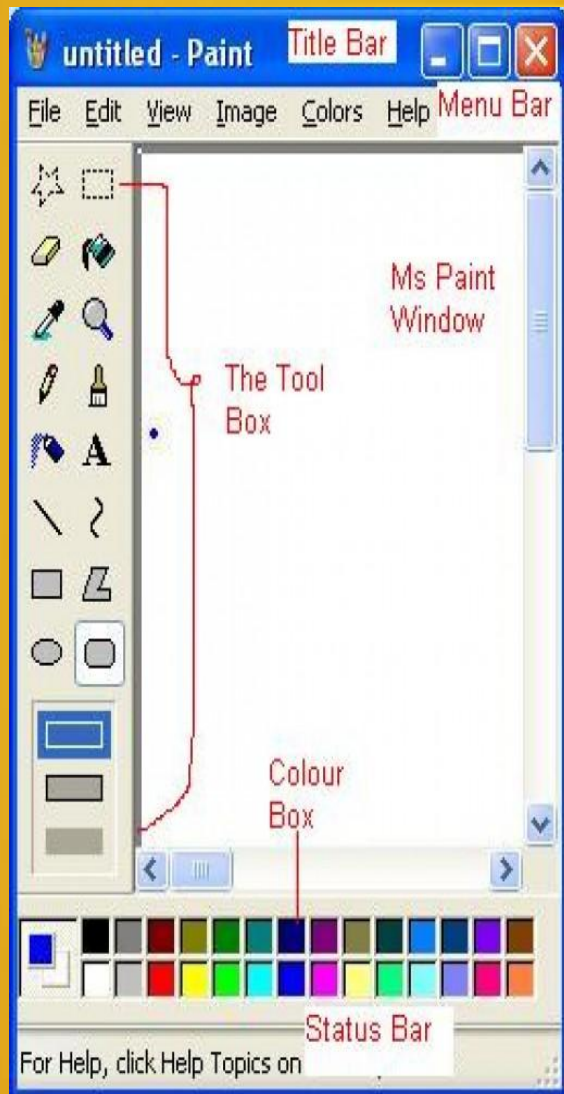 untitled - Paint Title Bar
File Edit View Image Colors Help Menu Bar
Ms Paint
Window
The Tool
Box
A
Colour
Box
Status Bar
For Help, click Help Topics on